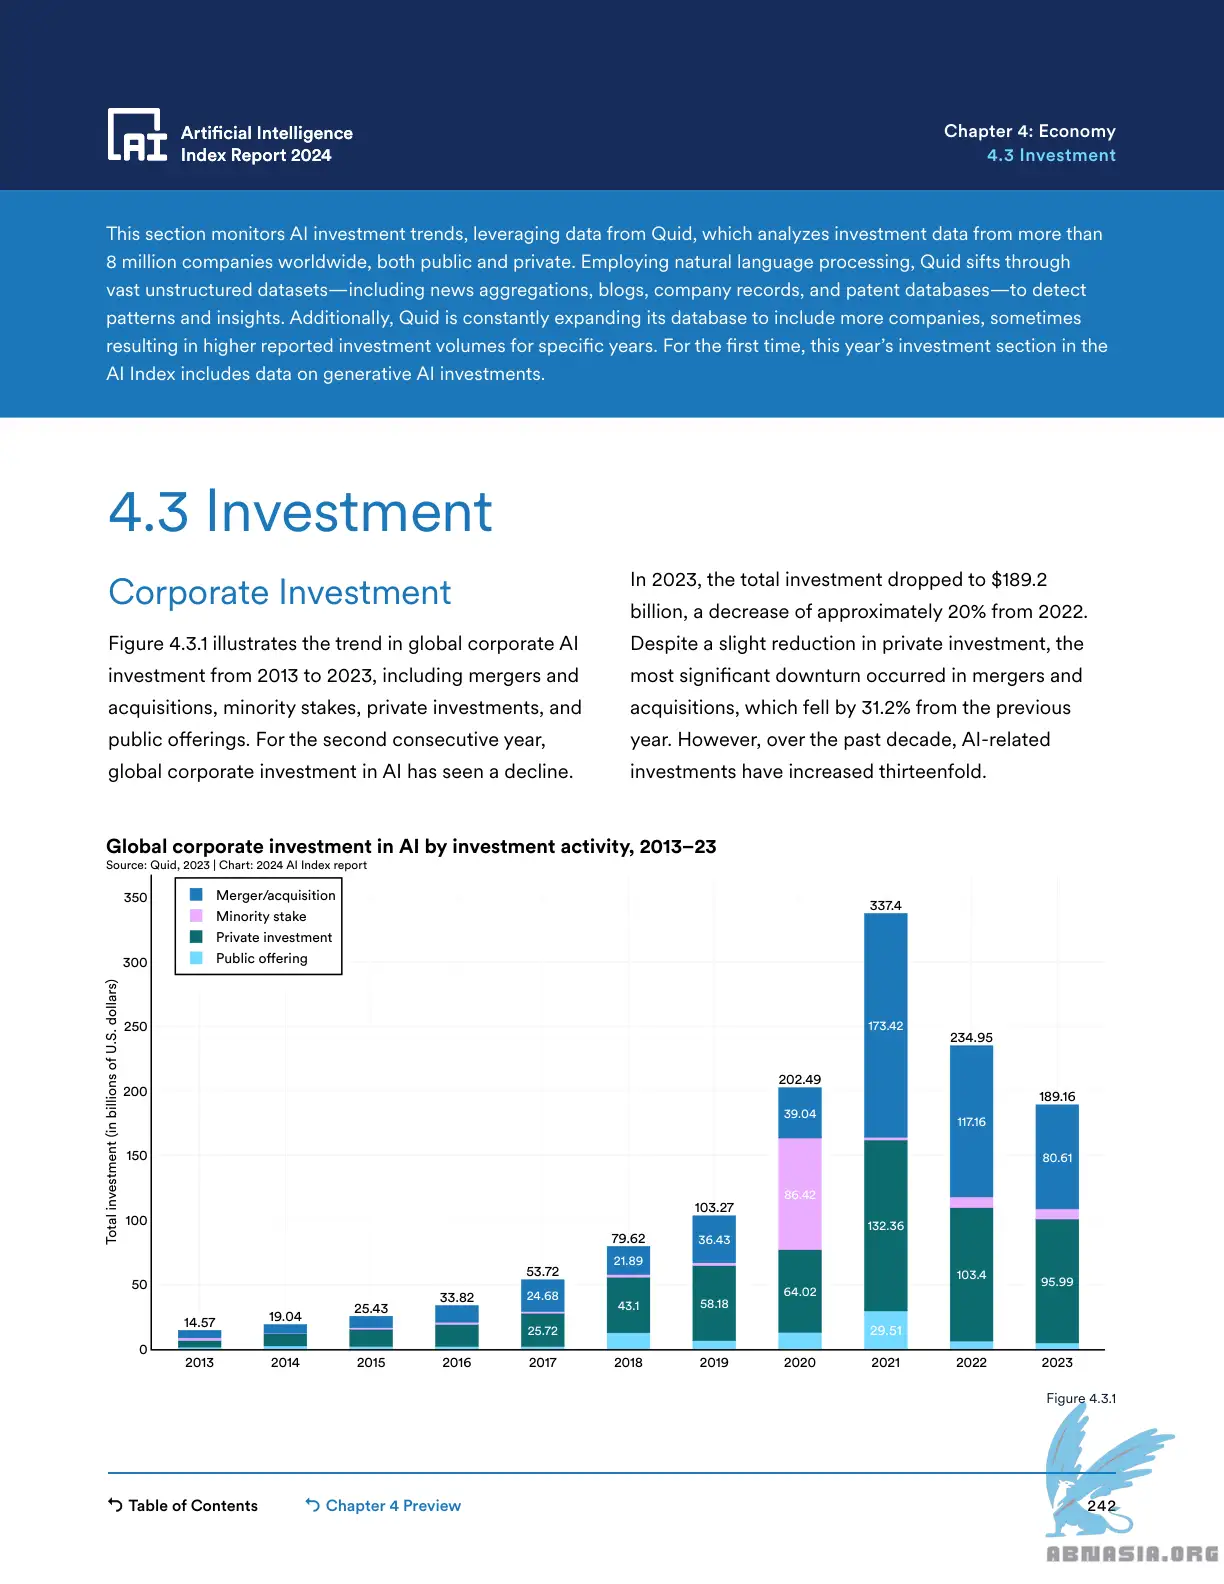 Artificial Intelligence
Index Report 2024
Chapter 4: Economy
4.3 Investment
This section monitors AI investment trends, leveraging data from Quid, which analyzes investment data from more than
8 million companies worldwide, both public and private. Employing natural language processing, Quid sifts through
vast unstructured datasets—including news aggregations, blogs, company records, and patent databases—to detect
patterns and insights. Additionally, Quid is constantly expanding its database to include more companies, sometimes
resulting in higher reported investment volumes for specific years. For the first time, this year's investment section in the
AI Index includes data on generative AI investments.
4.3 Investment
Corporate Investment
Figure 4.3.1 illustrates the trend in global corporate AI
investment from 2013 to 2023, including mergers and
acquisitions, minority stakes, private investments, and
public offerings. For the second consecutive year,
global corporate investment in AI has seen a decline.
In 2023, the total investment dropped to $189.2
billion, a decrease of approximately 20% from 2022.
Despite a slight reduction in private investment, the
most significant downturn occurred in mergers and
acquisitions, which fell by 31.2% from the previous
year. However, over the past decade, AI-related
investments have increased thirteenfold.
Global corporate investment in AI by investment activity, 2013–23
Source: Quid, 2023 | Chart: 2024 AI Index report
Merger/acquisition
Minority stake
Private investment
Public offering
Total investment (in billions of U.S. dollars)
350
300
250
200
150
100
50
0
14.57
19.04
25.43
33.82
53.72
24.68
25.72
79.62
21.89
43.1
103.27
36.43
58.18
202.49
39.04
86.42
64.02
337.4
173.42
132.36
29.51
234.95
117.16
103.4
189.16
80.61
95.99
2013 2014 2015 2016 2017 2018 2019 2020 2021 2022 2023
Figure 4.3.1
Table of Contents
Chapter 4 Preview
242
ABNASIA.ORG